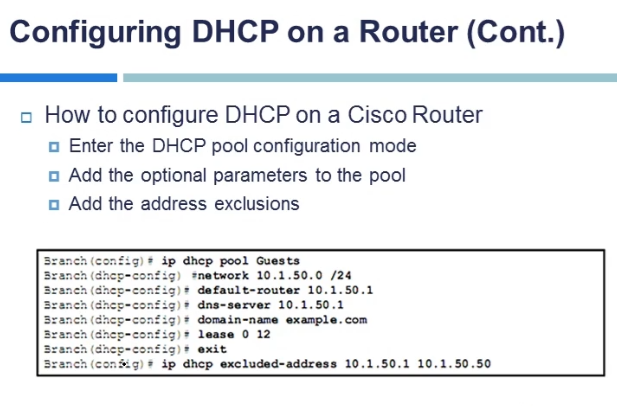 Configuring DHCP on a Router (Cont.)
How to configure DHCP on a Cisco Router
Enter the DHCP pool configuration mode
Add the optional parameters to the pool
Add the address exclusions
Branch(config)# ip dhcp pool Guests
Branch(dhcp-config) #network 10.1.50.0 /24
Branch(dhcp-config)# default-router 10.1.50.1
Branch(dhcp-config)# dns-server 10.1.50.1
Branch(dhcp-config)# domain-name example.com
Branch(dhcp-config)# lease 0 12
Branch(dhcp-config)# exit
Branch(config)# ip dhcp excluded-address 10.1.50.1 10.1.50.50